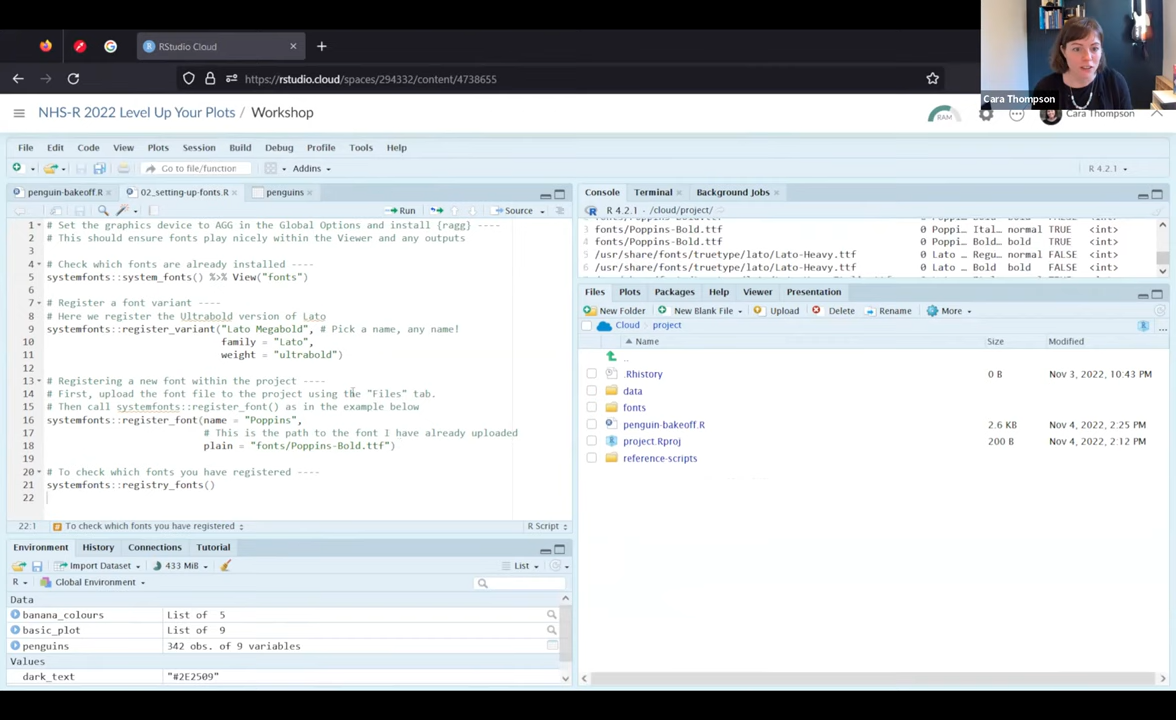 RStudio Cloud
https://rstudio.cloud/spaces/294332/content/4738655
Cara Thompson
NHS-R 2022 Level Up Your Plots / Workshop
RAM
Cara Thompson
File Edit Code View Plots Session Build Debug Profile Tools Help
Go to file/function
Addins
R 4.2.1
penguin-bakeoff.R
02_setting-up-fonts.R
penguins
Run
Source
1 # Set the graphics device to AGG in the Global Options and install {ragg} ----
2 # This should ensure fonts play nicely within the Viewer and any outputs
3
4 # Check which fonts are already installed ----
5 systemfonts::system_fonts() %>% View("fonts")
6
7 # Register a font variant ----
8 # Here we register the Ultrabold version of Lato
9 systemfonts::register_variant("Lato Megabold", # Pick a name, any name!
10 family = "Lato",
11 weight = "ultrabold")
12
13 # Registering a new font within the project ----
14 # First, upload the font file to the project using the "Files" tab.
15 # Then call systemfonts::register_font() as in the example below
16 systemfonts::register_font(name = "Poppins",
17 # This is the path to the font I have already uploaded
18 plain = "fonts/Poppins-Bold.ttf")
19
20 # To check which fonts you have registered ----
21 systemfonts::registry_fonts()
22
22:1 To check which fonts you have registered R Script
Environment History Connections Tutorial
Import Dataset 433 MiB List
R Global Environment
Data
banana_colours List of 5
basic_plot List of 9
penguins 342 obs. of 9 variables
Values
dark_text "#2E2509"
Console Terminal Background Jobs
R 4.2.1 · /cloud/project/
3 fonts/Poppins-Bold.ttf 0 Poppi… Ital… normal TRUE <int>
4 fonts/Poppins-Bold.ttf 0 Poppi… Bold… bold TRUE <int>
5 /usr/share/fonts/truetype/lato/Lato-Heavy.ttf 0 Lato … Regu… normal FALSE <int>
6 /usr/share/fonts/truetype/lato/Lato-Heavy.ttf 0 Lato … Bold bold FALSE <int>
Files Plots Packages Help Viewer Presentation
New Folder New Blank File Upload Delete Rename More
Cloud project
Name Size Modified
..
.Rhistory 0 B Nov 3, 2022, 10:43 PM
data
fonts
penguin-bakeoff.R 2.6 KB Nov 4, 2022, 2:25 PM
project.Rproj 200 B Nov 4, 2022, 2:12 PM
reference-scripts